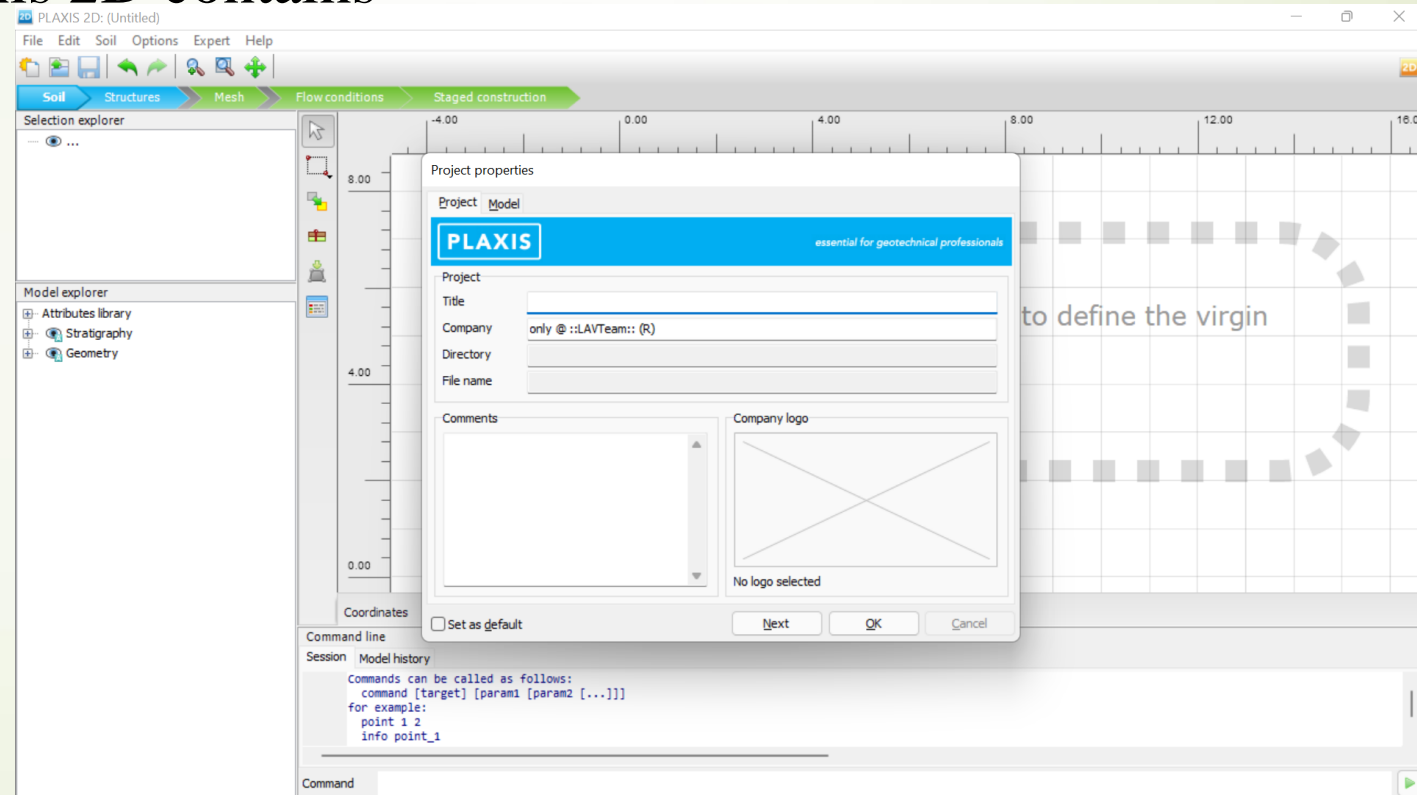 2D contains
2D PLAXIS 2D: (Untitled)
File Edit Soil Options Expert Help
2D
Soil Structures Mesh Flow conditions Staged construction
Selection explorer
...
Model explorer
Attributes library
Stratigraphy
Geometry
-4.00 0.00 4.00 8.00 12.00
8.00
4.00
0.00
to define the virgin
Project properties
Project Model
PLAXIS
essential for geotechnical professionals
Project
Title
Company only @ ::LAVTeam:: (R)
Directory
File name
Comments
Company logo
No logo selected
Set as default Next OK Cancel
Coordinates
Command line
Session Model history
Commands can be called as follows:
command [target] [param1 [param2 [...]]]
for example:
point 1 2
info point_1
Command